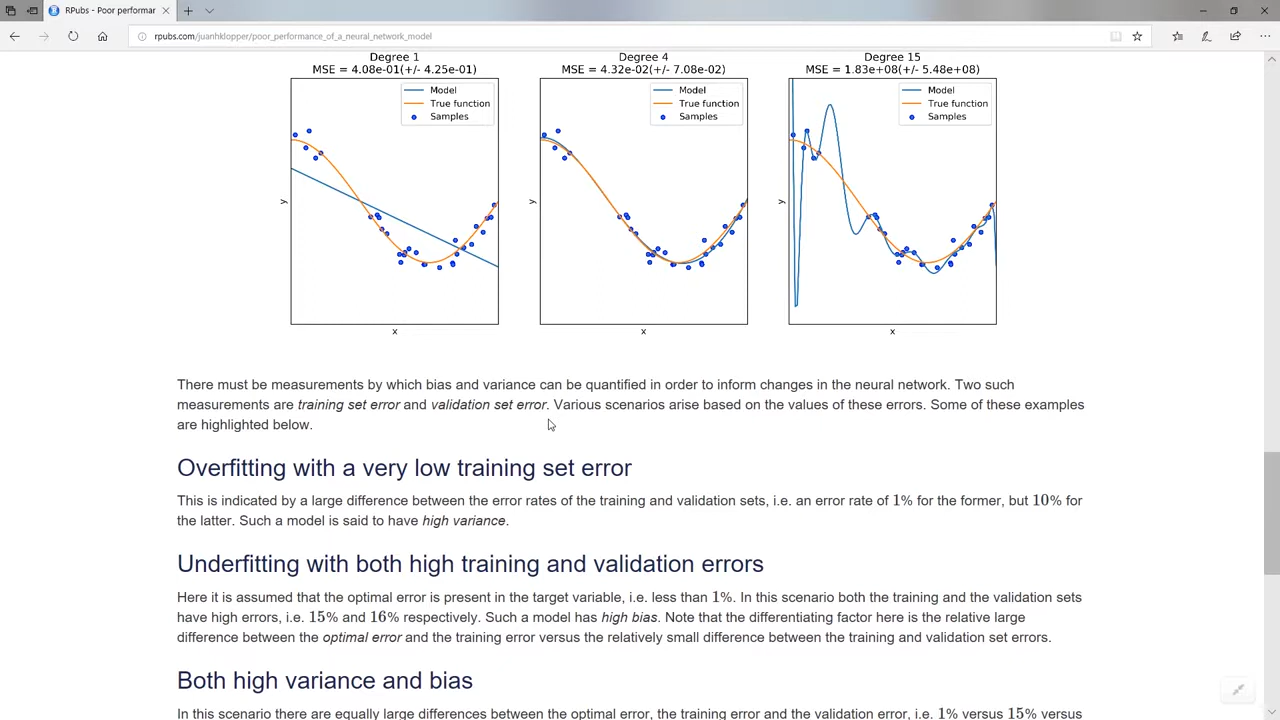 RPubs - Poor performar
rpubs.com/juanhklopper/poor_performance_of_a_neural_network_model
Degree 1
MSE = 4.08e-01(+/- 4.25e-01)
Model
True function
Samples
y
x
Degree 4
MSE = 4.32e-02(+/- 7.08e-02)
Model
True function
Samples
y
x
Degree 15
MSE = 1.83e+08(+/- 5.48e+08)
Model
True function
Samples
y
x
There must be measurements by which bias and variance can be quantified in order to inform changes in the neural network. Two such
measurements are training set error and validation set error. Various scenarios arise based on the values of these errors. Some of these examples
are highlighted below.
Overfitting with a very low training set error
This is indicated by a large difference between the error rates of the training and validation sets, i.e. an error rate of 1% for the former, but 10% for
the latter. Such a model is said to have high variance.
Underfitting with both high training and validation errors
Here it is assumed that the optimal error is present in the target variable, i.e. less than 1%. In this scenario both the training and the validation sets
have high errors, i.e. 15% and 16% respectively. Such a model has high bias. Note that the differentiating factor here is the relative large
difference between the optimal error and the training error versus the relatively small difference between the training and validation set errors.
Both high variance and bias
In this scenario there are equally large differences between the optimal error, the training error and the validation error, i.e. 1% versus 15% versus